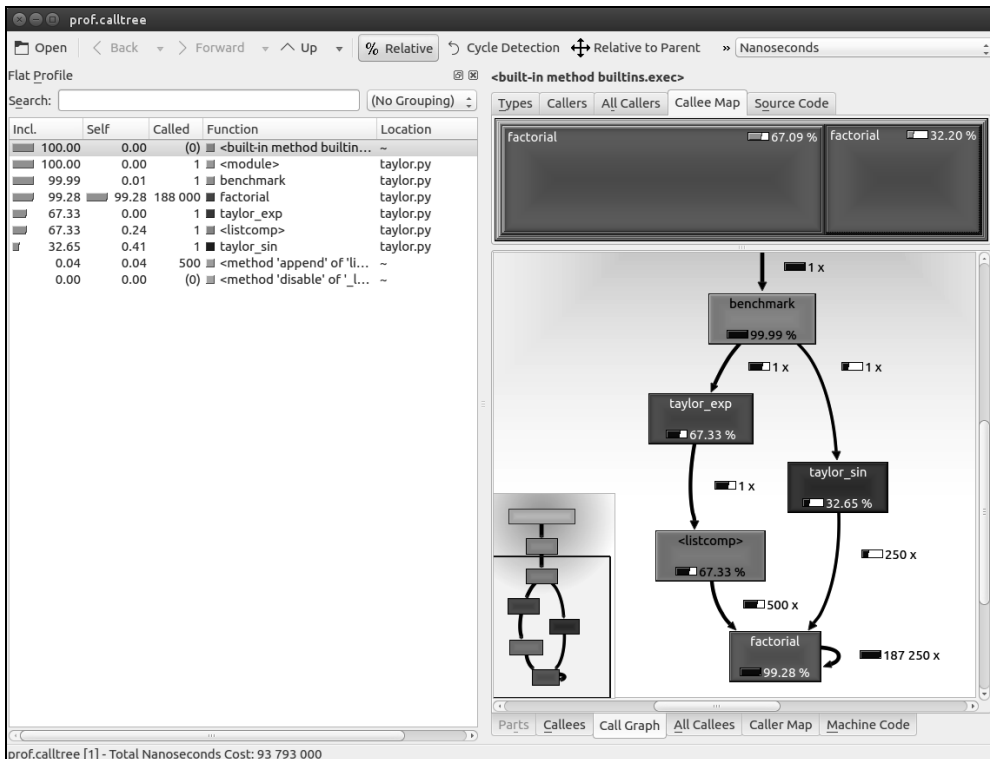 prof.calltree
Open < Back > Forward Up % Relative Cycle Detection Relative to Parent » Nanoseconds
Flat Profile
Search: (No Grouping)
Incl. Self Called Function Location
100.00 0.00 (0) <built-in method builtin... ~
100.00 0.00 1 <module> taylor.py
99.99 0.01 1 benchmark taylor.py
99.28 99.28 188 000 factorial taylor.py
67.33 0.00 1 taylor_exp taylor.py
67.33 0.24 1 <listcomp> taylor.py
32.65 0.41 1 taylor_sin taylor.py
0.04 0.04 500 <method 'append' of 'li... ~
0.00 0.00 (0) <method 'disable' of '_l... ~
<built-in method builtins.exec>
Types Callers All Callers Callee Map Source Code
factorial 67.09 % factorial 32.20 %
1 x
benchmark
99.99 %
1 x 1 x
taylor_exp
67.33 %
taylor_sin
32.65 %
1 x
<listcomp>
67.33 %
250 x
500 x
factorial
99.28 %
187 250 x
Parts Callees Call Graph All Callees Caller Map Machine Code
prof.calltree [1] - Total Nanoseconds Cost: 93 793 000